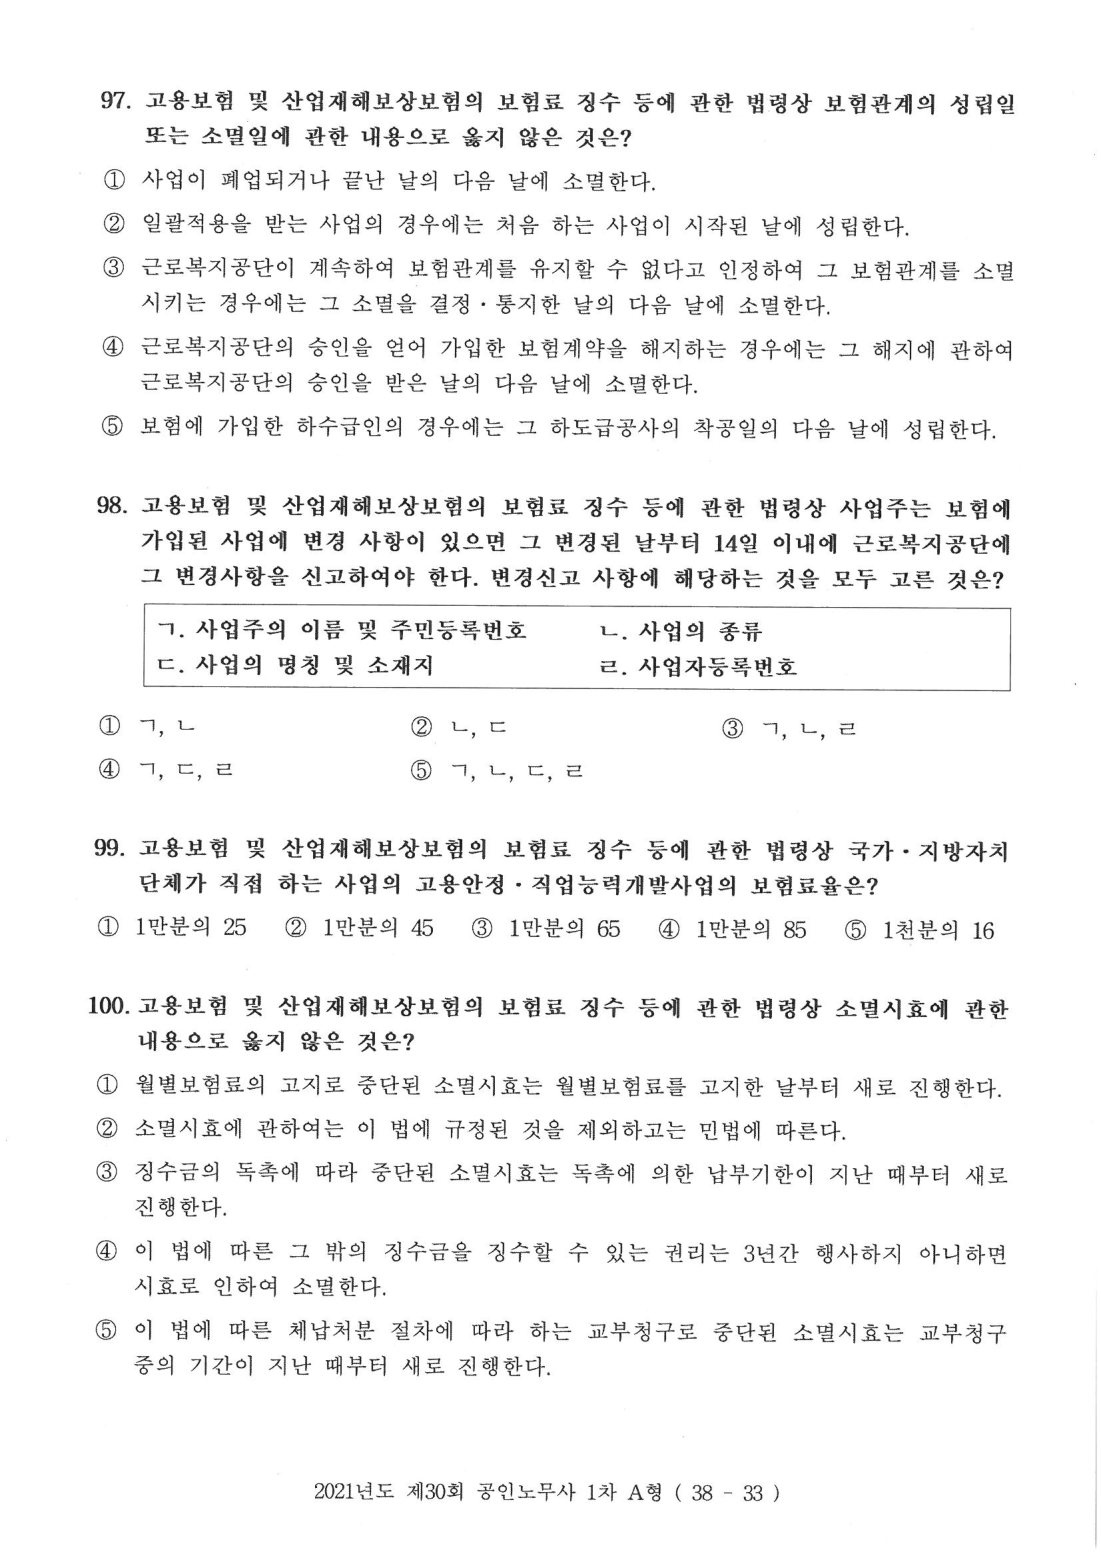 97. 고용보험 및 산업재해보상보험의 보험료 징수 등에 관한 법령상 보험관계의 성립일
또는 소멸일에 관한 내용으로 옳지 않은 것은?
① 사업이 폐업되거나 끝난 날의 다음 날에 소멸한다.
② 일괄적용을 받는 사업의 경우에는 처음 하는 사업이 시작된 날에 성립한다.
③ 근로복지공단이 계속하여 보험관계를 유지할 수 없다고 인정하여 그 보험관계를 소멸
시키는 경우에는 그 소멸을 결정・통지한 날의 다음 날에 소멸한다.
④ 근로복지공단의 승인을 얻어 가입한 보험계약을 해지하는 경우에는 그 해지에 관하여
근로복지공단의 승인을 받은 날의 다음 날에 소멸한다.
⑤ 보험에 가입한 하수급인의 경우에는 그 하도급공사의 착공일의 다음 날에 성립한다.
98. 고용보험 및 산업재해보상보험의 보험료 징수 등에 관한 법령상 사업주는 보험에
가입된 사업에 변경 사항이 있으면 그 변경된 날부터 14일 이내에 근로복지공단에
그 변경사항을 신고하여야 한다. 변경신고 사항에 해당하는 것을 모두 고른 것은?
ㄱ. 사업주의 이름 및 주민등록번호 ㄴ. 사업의 종류
ㄷ. 사업의 명칭 및 소재지 ㄹ. 사업자등록번호
① ㄱ, ㄴ ② ㄴ, ㄷ ③ ㄱ, ㄴ, ㄹ
④ ㄱ, ㄷ, ㄹ ⑤ ㄱ, ㄴ, ㄷ, ㄹ
99. 고용보험 및 산업재해보상보험의 보험료 징수 등에 관한 법령상 국가・지방자치
단체가 직접 하는 사업의 고용안정・직업능력개발사업의 보험료율은?
① 1만분의 25 ② 1만분의 45 ③ 1만분의 65 ④ 1만분의 85 ⑤ 1천분의 16
100. 고용보험 및 산업재해보상보험의 보험료 징수 등에 관한 법령상 소멸시효에 관한
내용으로 옳지 않은 것은?
① 월별보험료의 고지로 중단된 소멸시효는 월별보험료를 고지한 날부터 새로 진행한다.
② 소멸시효에 관하여는 이 법에 규정된 것을 제외하고는 민법에 따른다.
③ 징수금의 독촉에 따라 중단된 소멸시효는 독촉에 의한 납부기한이 지난 때부터 새로
진행한다.
④ 이 법에 따른 그 밖의 징수금을 징수할 수 있는 권리는 3년간 행사하지 아니하면
시효로 인하여 소멸한다.
⑤ 이 법에 따른 체납처분 절차에 따라 하는 교부청구로 중단된 소멸시효는 교부청구
중의 기간이 지난 때부터 새로 진행한다.
2021년도 제30회 공인노무사 1차 A형 ( 38 - 33 )